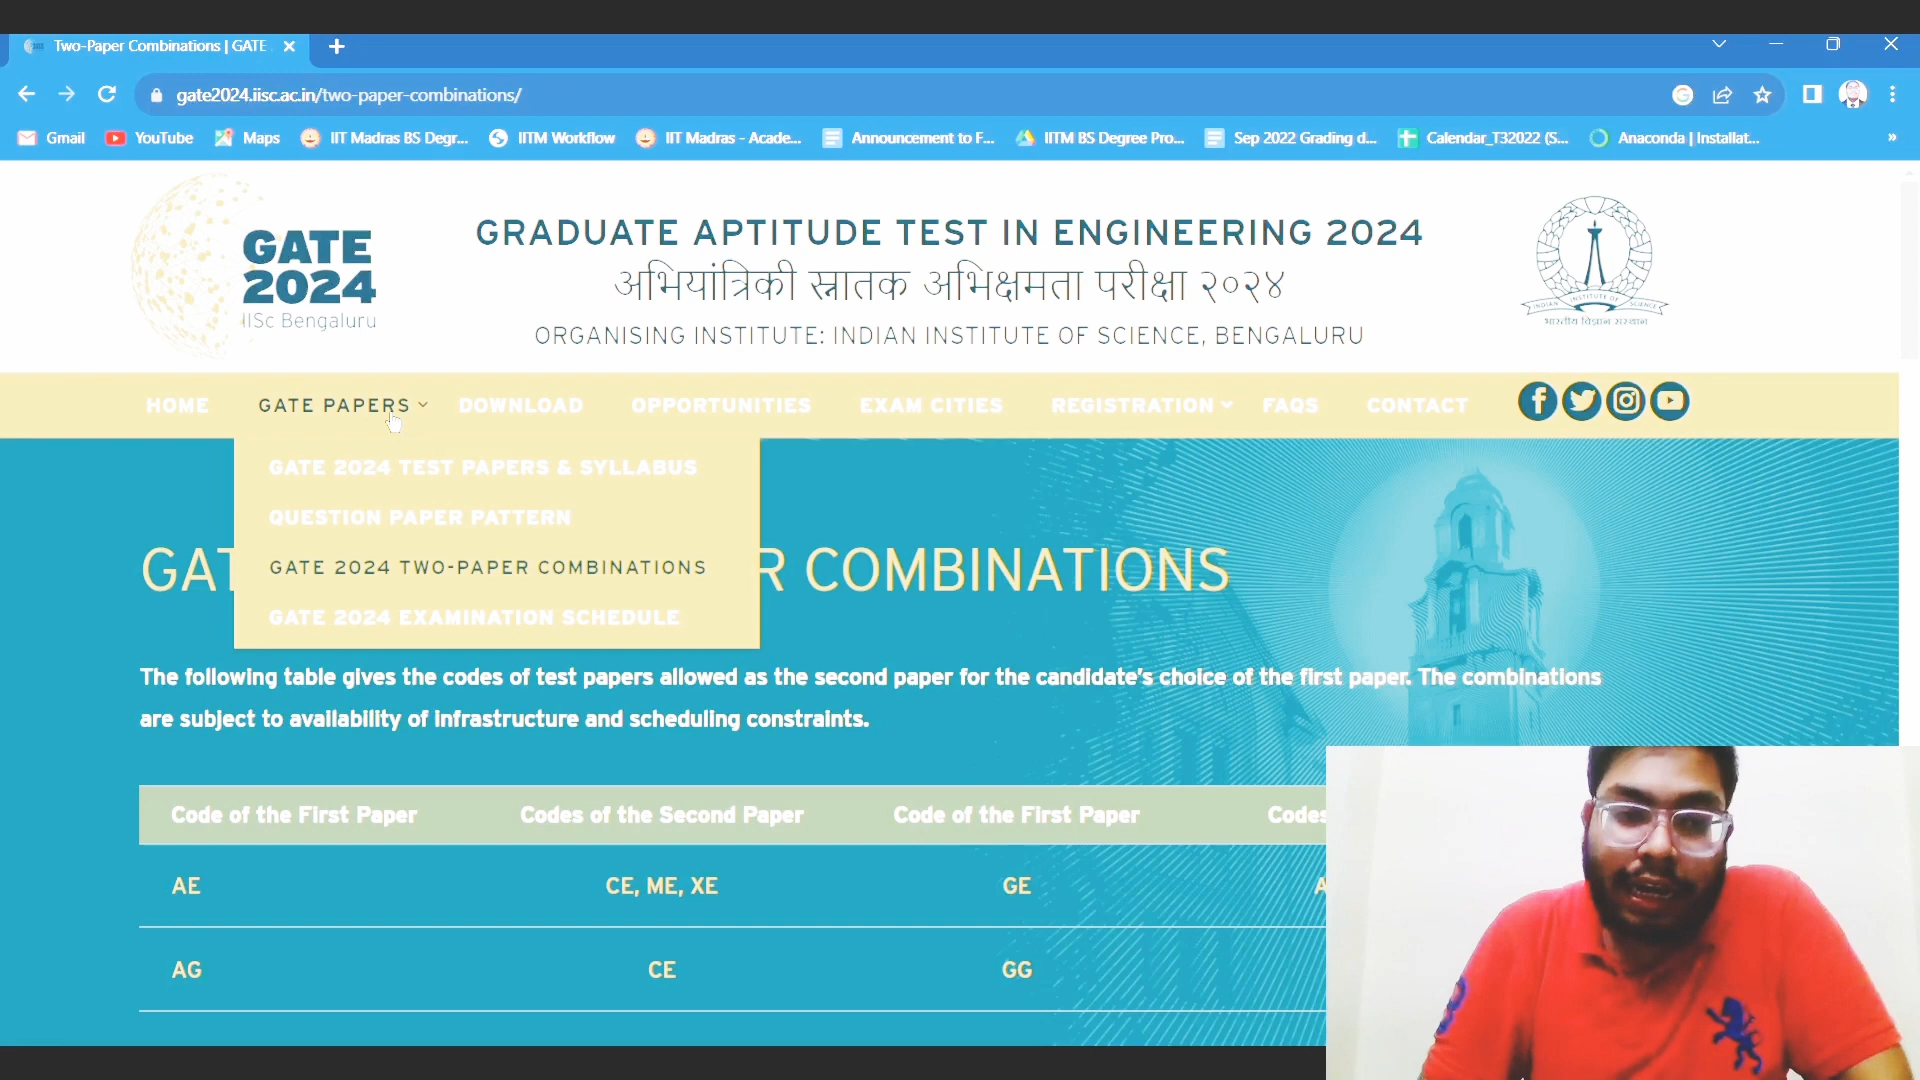 Two-Paper Combinations | GATE
gate2024.iisc.ac.in/two-paper-combinations/
Gmail YouTube Maps IIT Madras BS Degr... IITM Workflow IIT Madras - Acade... Announcement to F... IITM BS Degree Pro... Sep 2022 Grading d... Calendar_T32022 (S... Anaconda | Installat... »
GATE
2024
IISc Bengaluru
GRADUATE APTITUDE TEST IN ENGINEERING 2024
अभियांत्रिकी स्नातक अभिक्षमता परीक्षा २०२४
ORGANISING INSTITUTE: INDIAN INSTITUTE OF SCIENCE, BENGALURU
INDIAN INSTITUTE OF SCIENCE
भारतीय विज्ञान संस्थान
HOME GATE PAPERS DOWNLOAD OPPORTUNITIES EXAM CITIES REGISTRATION FAQS CONTACT
GATE 2024 TEST PAPERS & SYLLABUS
QUESTION PAPER PATTERN
GATE 2024 TWO-PAPER COMBINATIONS
GATE 2024 EXAMINATION SCHEDULE
GAT R COMBINATIONS
The following table gives the codes of test papers allowed as the second paper for the candidate's choice of the first paper. The combinations
are subject to availability of infrastructure and scheduling constraints.
Code of the First Paper Codes of the Second Paper Code of the First Paper Codes
AE CE, ME, XE GE A
AG CE GG